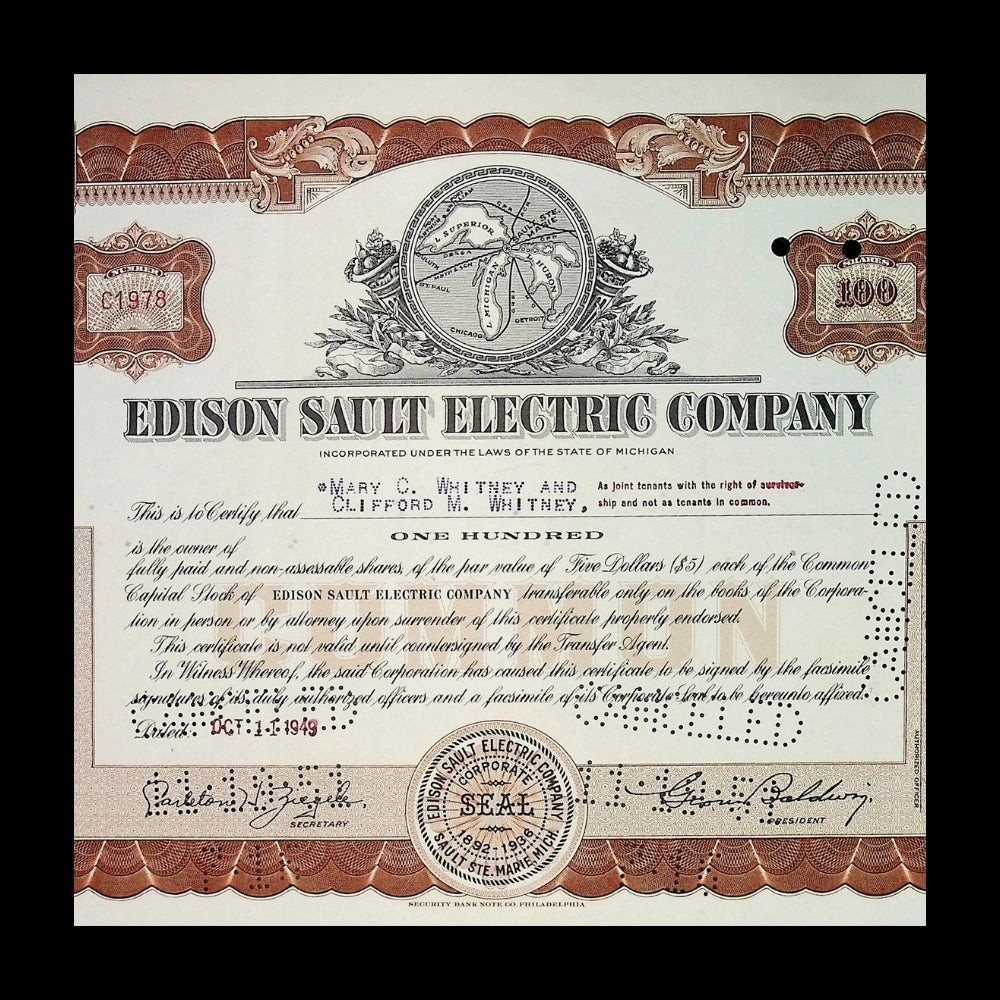 NUMBER
C1978
SHARES
100
L. SUPERIOR
SAULT STE. MARIE
L. MICHIGAN
HURON
ST. PAUL
CHICAGO
DETROIT
EDISON SAULT ELECTRIC COMPANY
INCORPORATED UNDER THE LAWS OF THE STATE OF MICHIGAN
*MARY C. WHITNEY AND
CLIFFORD M. WHITNEY,
As joint tenants with the right of survivor-
ship and not as tenants in common.
This is to Certify that
ONE HUNDRED
is the owner of
fully paid and non-assessable shares, of the par value of Five Dollars ($5) each of the Common
Capital Stock of EDISON SAULT ELECTRIC COMPANY transferable only on the books of the Corpora-
tion in person or by attorney upon surrender of this certificate properly endorsed.
This certificate is not valid until countersigned by the Transfer Agent.
In Witness Whereof, the said Corporation has caused this certificate to be signed by the facsimile
signatures of its duly authorized officers and a facsimile of its Corporate Seal to be hereunto affixed.
COMMON
CANCELLED
Dated: OCT 11 1949
SECRETARY
EDISON SAULT ELECTRIC COMPANY
CORPORATE
SEAL
1892-1936
SAULT STE. MARIE, MICH.
Baldwin,
PRESIDENT
AUTHORIZED OFFICER
SECURITY BANK NOTE CO. PHILADELPHIA